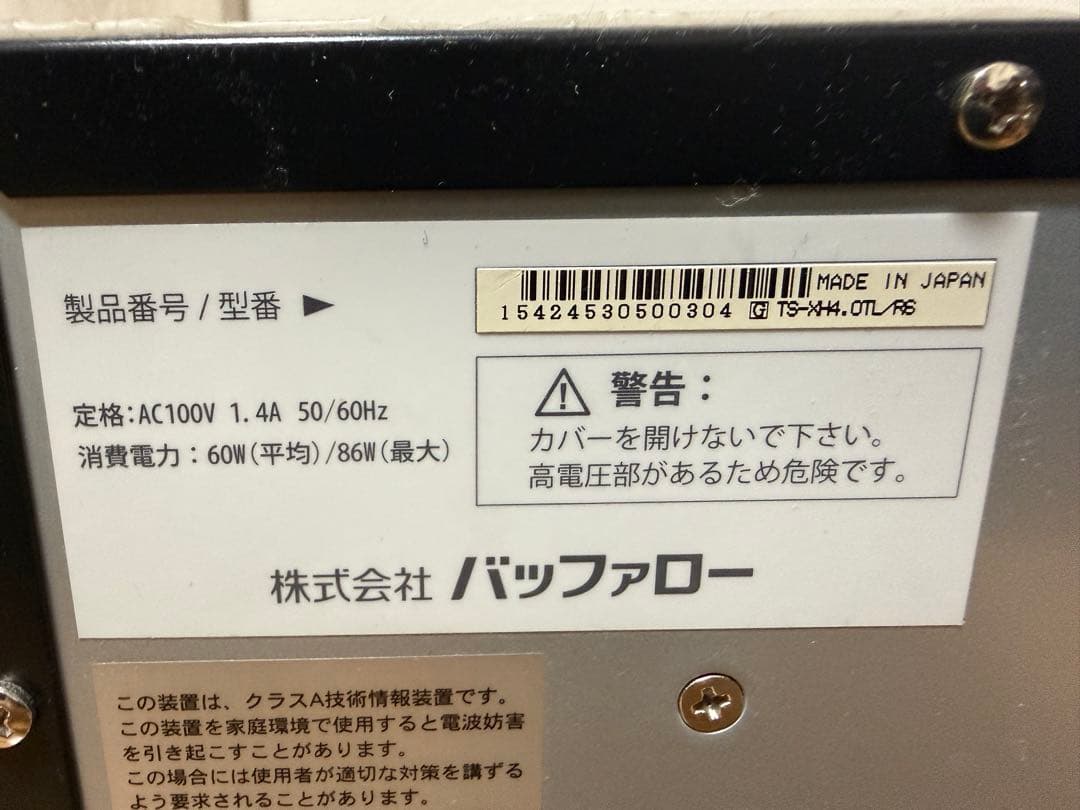 製品番号 / 型番 ▶
MADE IN JAPAN
15424530500304 G TS-XH4.0TL/R6
定格:AC100V 1.4A 50/60Hz
消費電力:60W(平均)/86W(最大)
警告:
カバーを開けないで下さい。
高電圧部があるため危険です。
株式会社 バッファロー
この装置は、クラスA技術情報装置です。
この装置を家庭環境で使用すると電波妨害
を引き起こすことがあります。
この場合には使用者が適切な対策を講ずる
よう要求されることがあります。